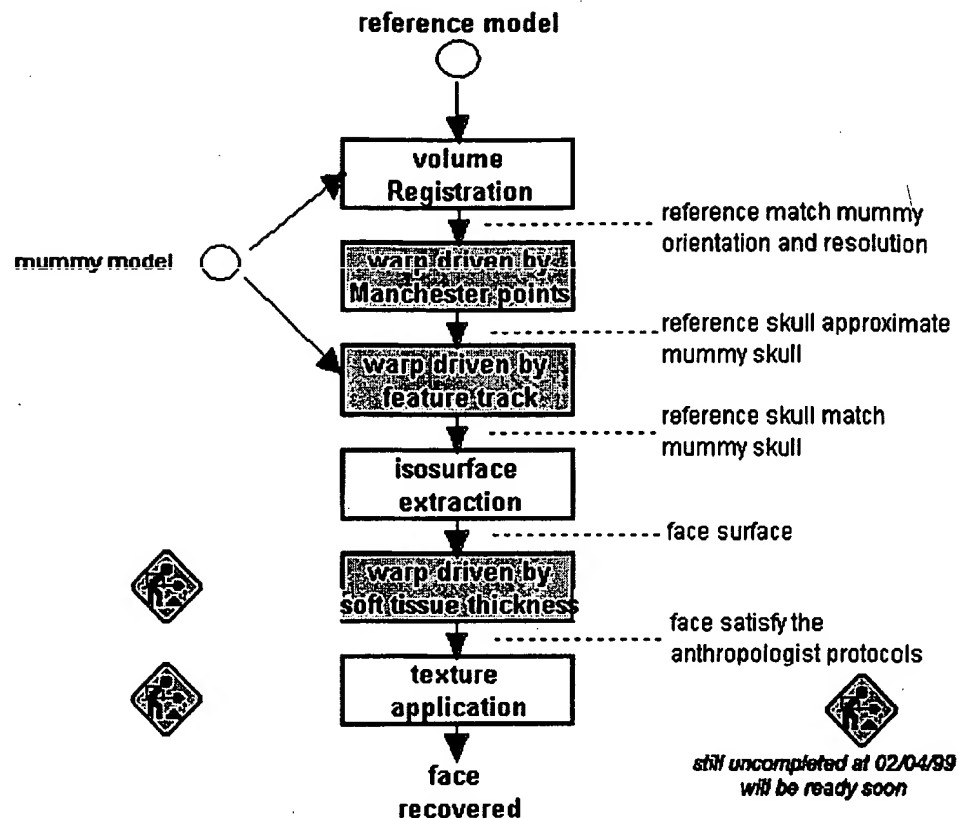 reference model
volume
Registration
reference match mummy
orientation and resolution
mummy model
warp driven by
Manchester points
reference skull approximate
mummy skull
warp driven by
feature track
reference skull match
mummy skull
isosurface
extraction
face surface
warp driven by
soft tissue thickness
face satisfy the
anthropologist protocols
texture
application
still uncompleted at 02/04/99
will be ready soon
face
recovered